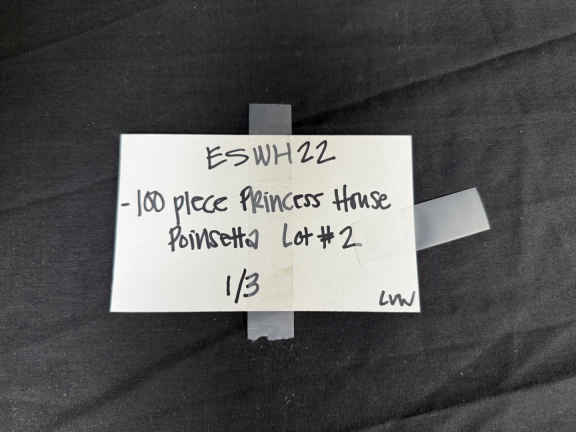 ESWH22
-100 piece Princess House
Poinsetta Lot # 2
1/3
LVW